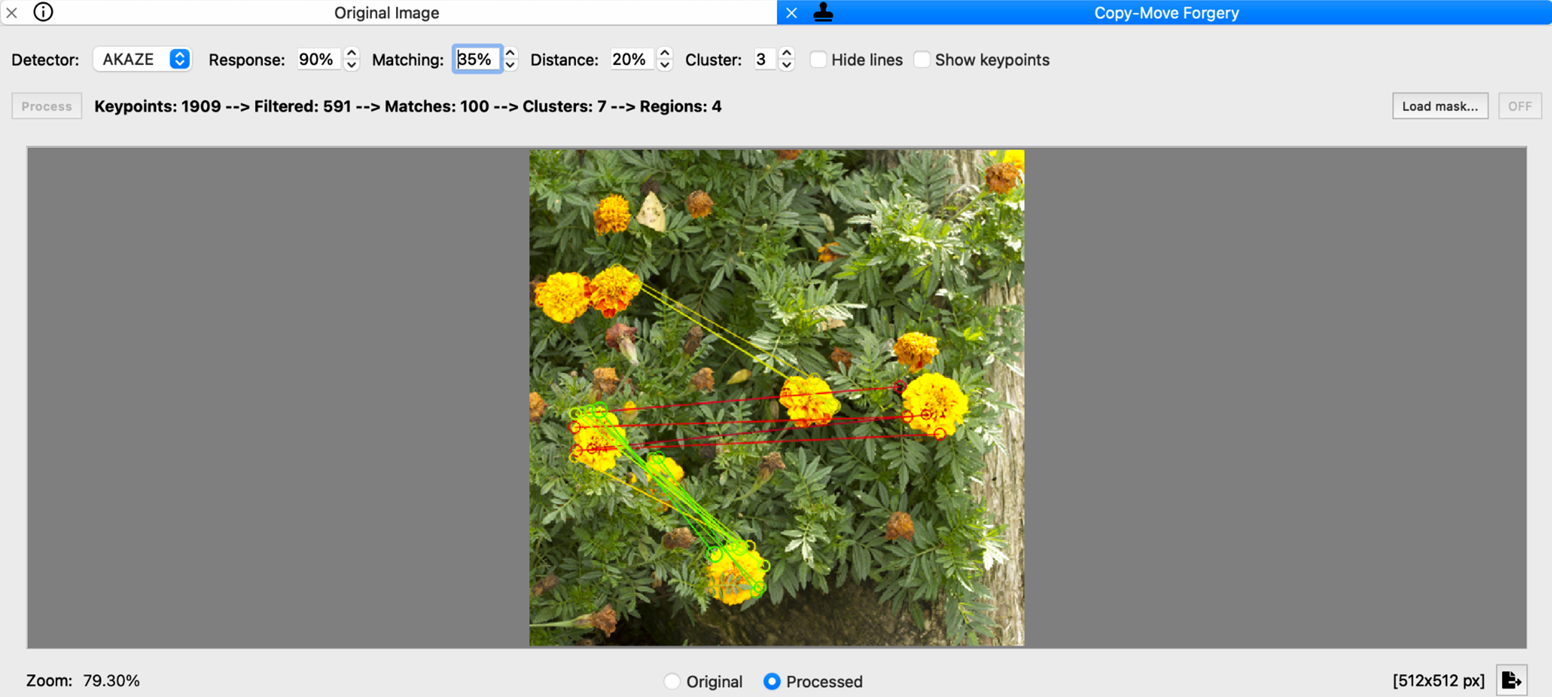 Original Image
Copy-Move Forgery
Detector: AKAZE Response: 90% Matching: 35% Distance: 20% Cluster: 3 Hide lines Show keypoints
Process Keypoints: 1909 --> Filtered: 591 --> Matches: 100 --> Clusters: 7 --> Regions: 4 Load mask... OFF
Zoom: 79.30% Original Processed [512x512 px]